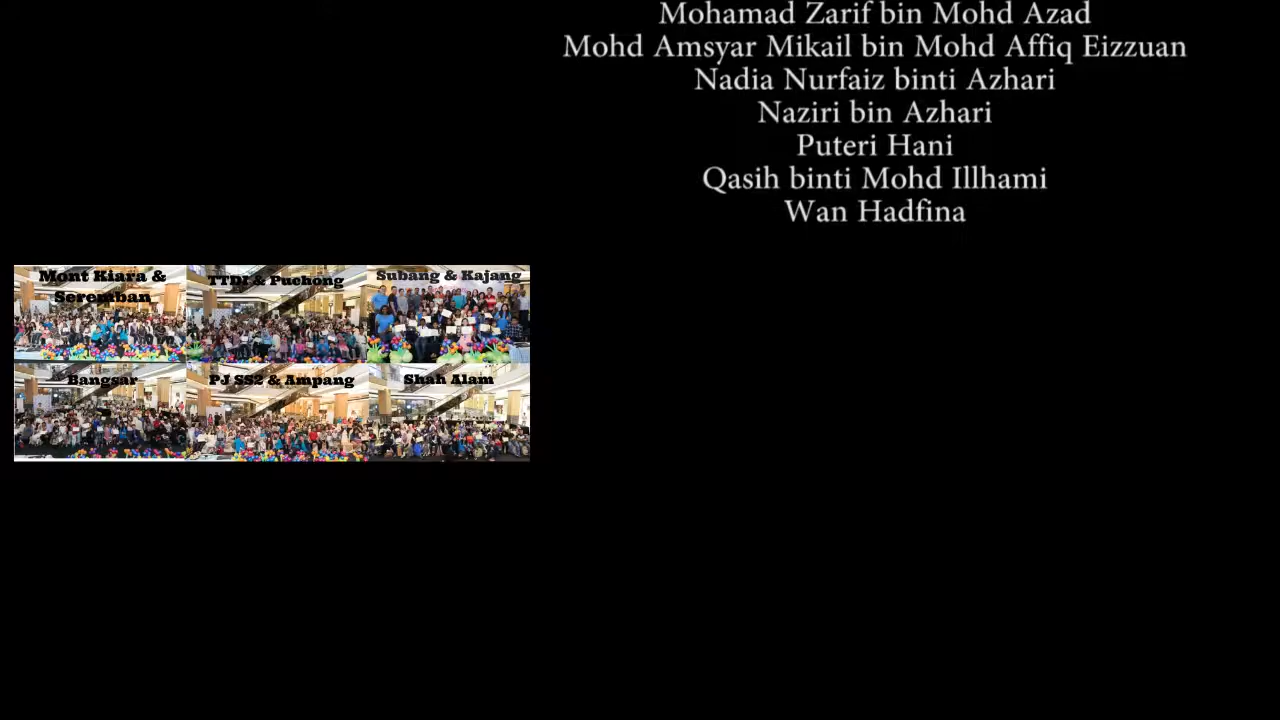 Mohamad Zarif bin Mohd Azad
Mohd Amsyar Mikail bin Mohd Affiq Eizzuan
Nadia Nurfaiz binti Azhari
Naziri bin Azhari
Puteri Hani
Qasih binti Mohd Illhami
Wan Hadfina
Mont Kiara &
Seremban
TTDI & Puchong
Subang & Kajang
Bangsar
PJ SS2 & Ampang
Shah Alam